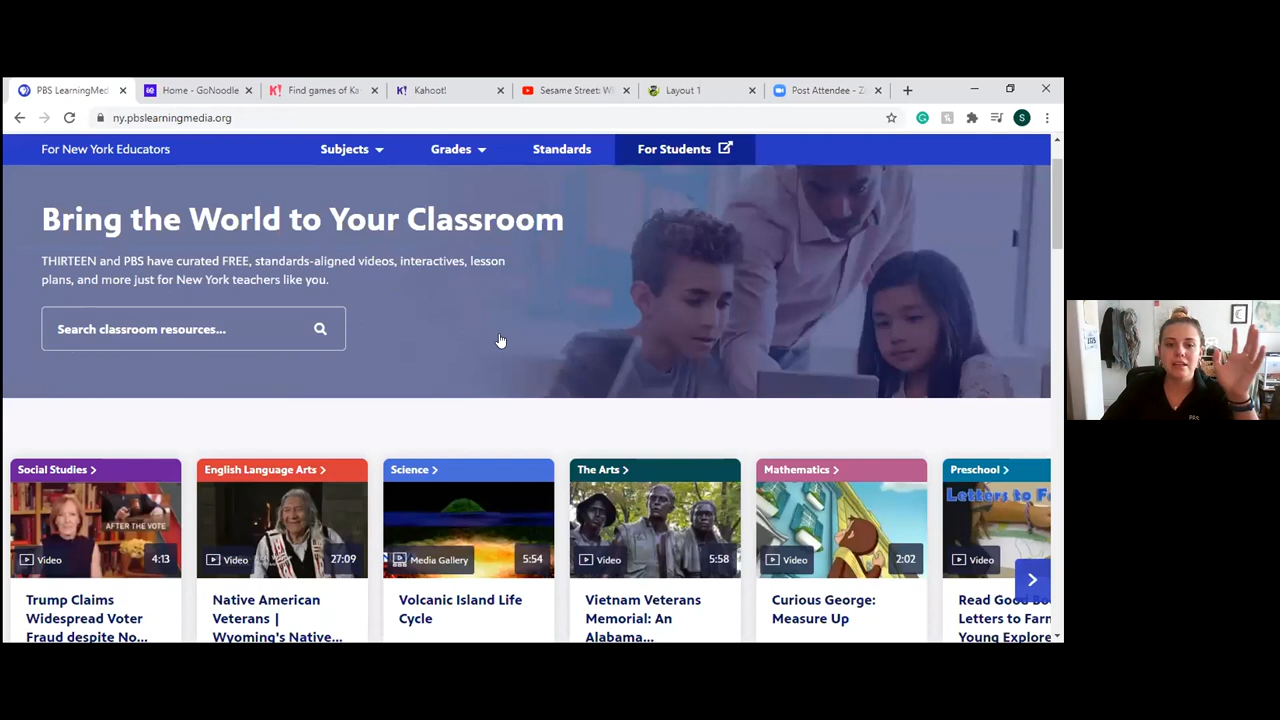 PBS LearningMed
Home - GoNoodle
Find games of Ka
Kahoot!
Sesame Street: W
Layout 1
Post Attendee - Z
ny.pbslearningmedia.org
S
For New York Educators
Subjects
Grades
Standards
For Students
Bring the World to Your Classroom
THIRTEEN and PBS have curated FREE, standards-aligned videos, interactives, lesson
plans, and more just for New York teachers like you.
Search classroom resources...
Social Studies >
English Language Arts >
Science >
The Arts >
Mathematics >
Preschool >
AFTER THE VOTE
Letters to Fa
Video
4:13
Video
27:09
Media Gallery
5:54
Video
5:58
Video
2:02
Video
Trump Claims
Widespread Voter
Fraud despite No...
Native American
Veterans |
Wyoming's Native...
Volcanic Island Life
Cycle
Vietnam Veterans
Memorial: An
Alabama...
Curious George:
Measure Up
Read Good Bo
Letters to Farm
Young Explore
PBS